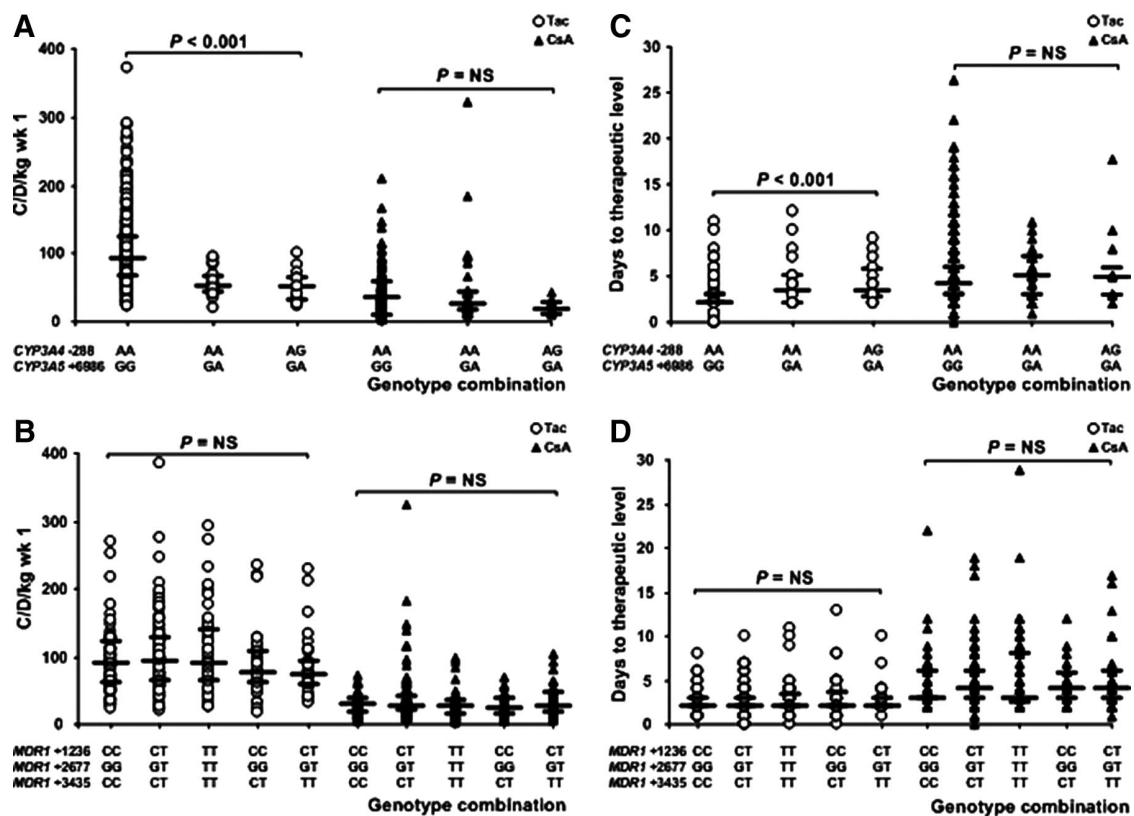 A
Tac
CsA
P < 0.001
P = NS
C/D/kg wk 1
400
300
200
100
0
CYP3A4 -288 AA AA AG AA AA AG
CYP3A5 +6986 GG GA GA GG GA GA
Genotype combination
C
Tac
CsA
P = NS
P < 0.001
Days to therapeutic level
30
25
20
15
10
5
0
CYP3A4 -288 AA AA AG AA AA AG
CYP3A5 +6986 GG GA GA GG GA GA
Genotype combination
B
Tac
CsA
P = NS
P = NS
C/D/kg wk 1
400
300
200
100
0
MDR1 +1236 CC CT TT CC CT CC CT TT CC CT
MDR1 +2677 GG GT TT GG GT GG GT TT GG GT
MDR1 +3435 CC CT TT CT TT CC CT TT CT TT
Genotype combination
D
Tac
CsA
P = NS
P = NS
Days to therapeutic level
30
25
20
15
10
5
0
MDR1 +1236 CC CT TT CC CT CC CT TT CC CT
MDR1 +2677 GG GT TT GG GT GG GT TT GG GT
MDR1 +3435 CC CT TT CT TT CC CT TT CT TT
Genotype combination